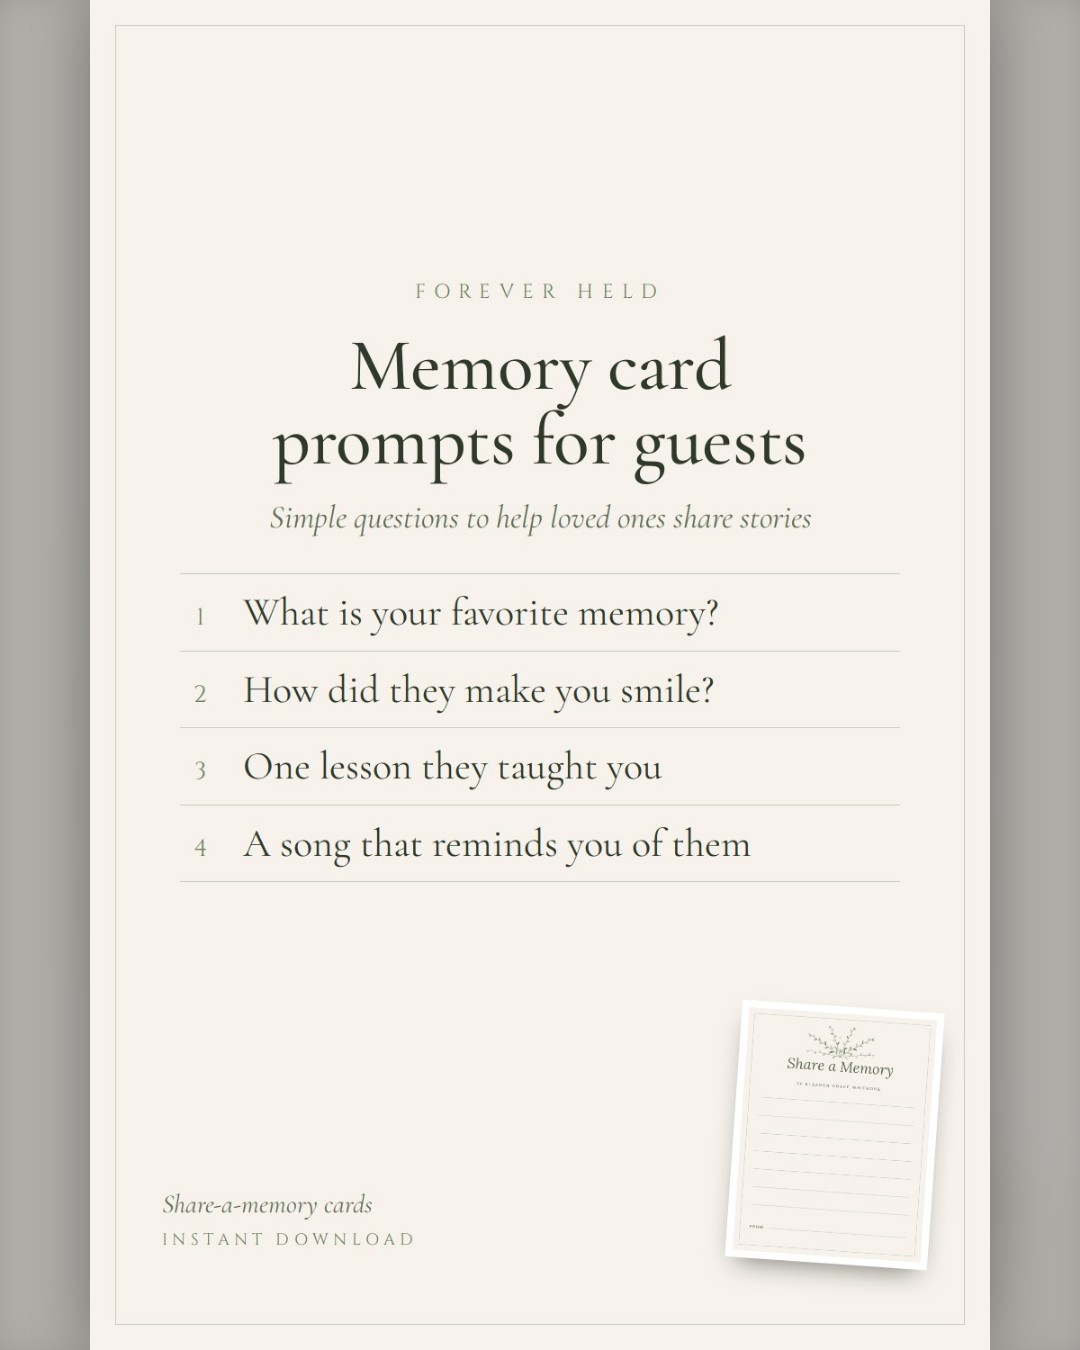 FOREVER HELD
Memory card
prompts for guests
Simple questions to help loved ones share stories
1 What is your favorite memory?
2 How did they make you smile?
3 One lesson they taught you
4 A song that reminds you of them
Share a Memory
FROM
Share-a-memory cards
INSTANT DOWNLOAD